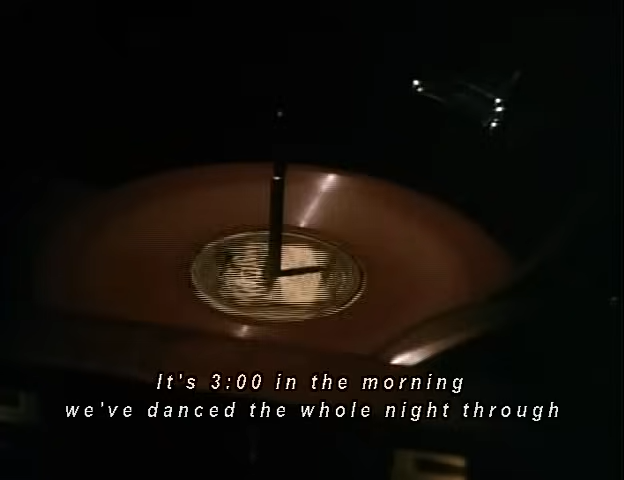 It's 3:00 in the morning
we've danced the whole night through